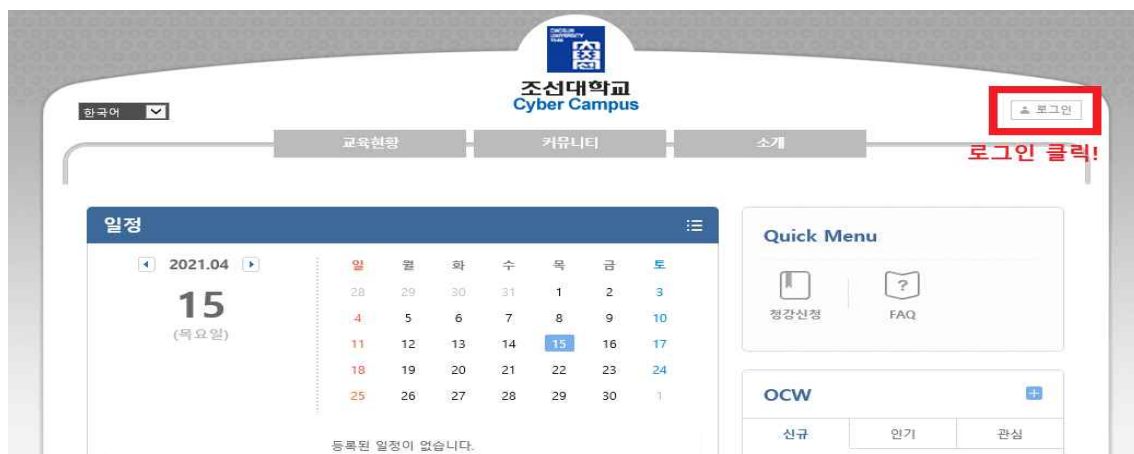 CHOSUN
UNIVERSITY
1946
조선대학교
Cyber Campus
한국어
로그인
로그인 클릭!
교육현황 커뮤니티 소개
일정
2021.04
15
(목요일)
일 월 화 수 목 금 토
28 29 30 31 1 2 3
4 5 6 7 8 9 10
11 12 13 14 15 16 17
18 19 20 21 22 23 24
25 26 27 28 29 30 1
등록된 일정이 없습니다.
Quick Menu
청강신청 FAQ
OCW
신규 인기 관심